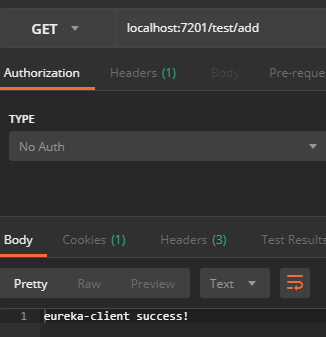 GET localhost:7201/test/add
Authorization Headers (1) Body Pre-reque
TYPE
No Auth
Body Cookies (1) Headers (3) Test Results
Pretty Raw Preview Text
1 eureka-client success!